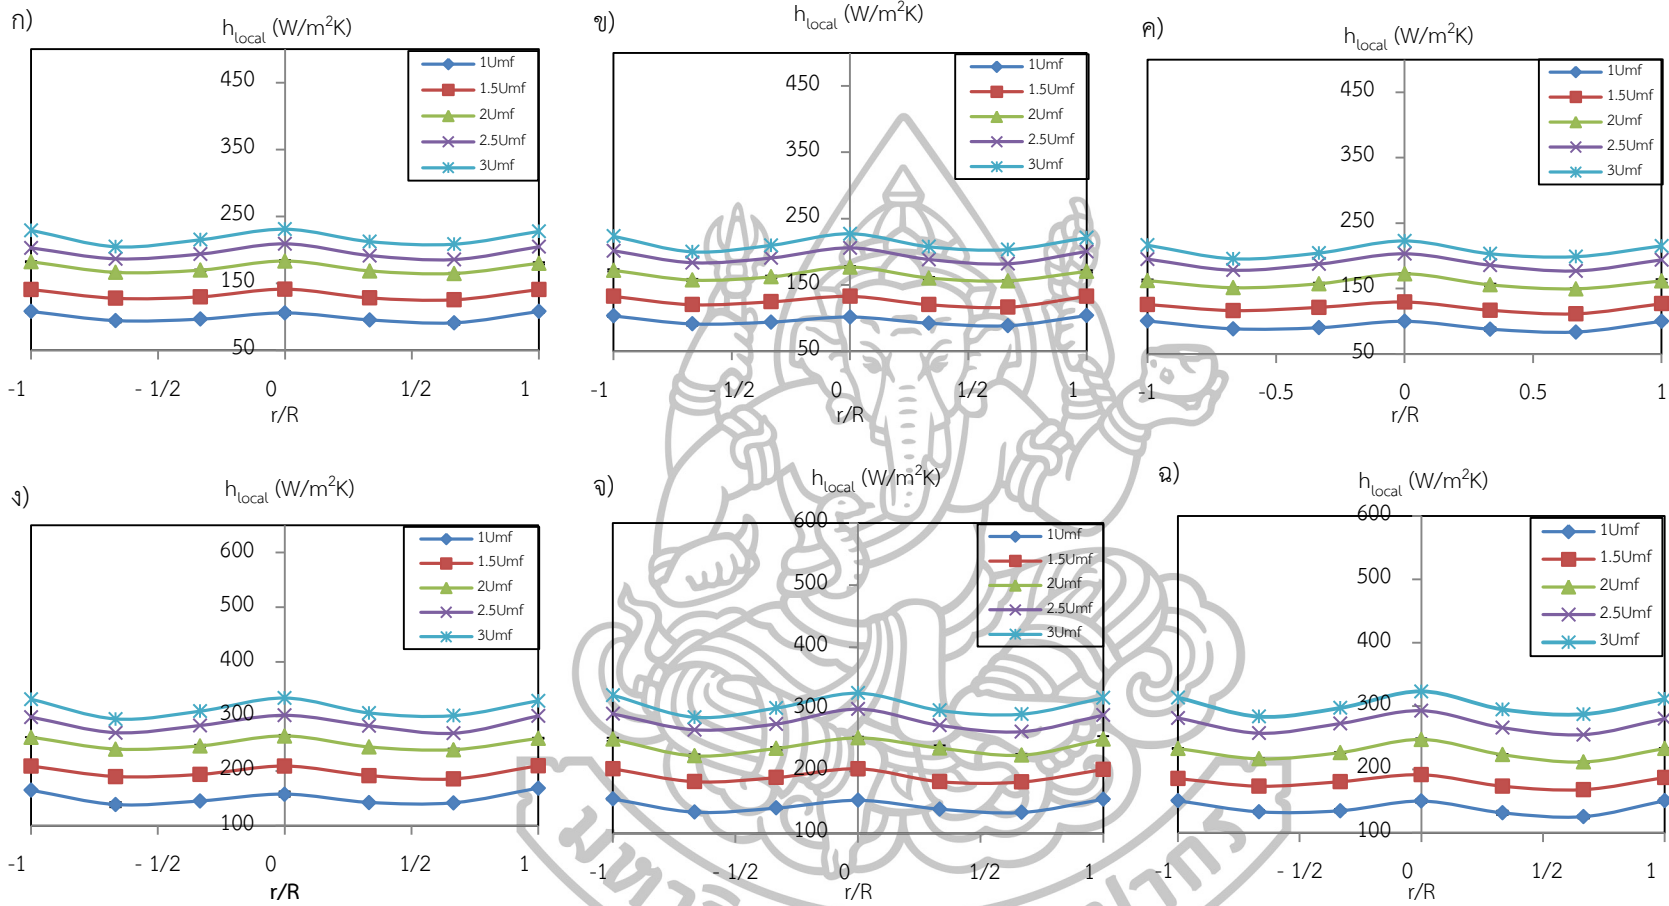 ก)
h_local (W/m²K)
450
350
250
150
50
1Umf
1.5Umf
2Umf
2.5Umf
3Umf
-1
- 1/2
0
1/2
1
r/R
ข)
h_local (W/m²K)
450
350
250
150
50
1Umf
1.5Umf
2Umf
2.5Umf
3Umf
-1
- 1/2
0
1/2
1
r/R
ค)
h_local (W/m²K)
450
350
250
150
50
1Umf
1.5Umf
2Umf
2.5Umf
3Umf
-1
-0.5
0
0.5
1
r/R
ง)
h_local (W/m²K)
600
500
400
300
200
100
1Umf
1.5Umf
2Umf
2.5Umf
3Umf
-1
- 1/2
0
1/2
1
r/R
จ)
h_local (W/m²K)
600
500
400
300
200
100
1Umf
1.5Umf
2Umf
2.5Umf
3Umf
-1
- 1/2
0
1/2
1
r/R
ฉ)
h_local (W/m²K)
600
500
400
300
200
100
1Umf
1.5Umf
2Umf
2.5Umf
3Umf
-1
- 1/2
0
1/2
1
r/R